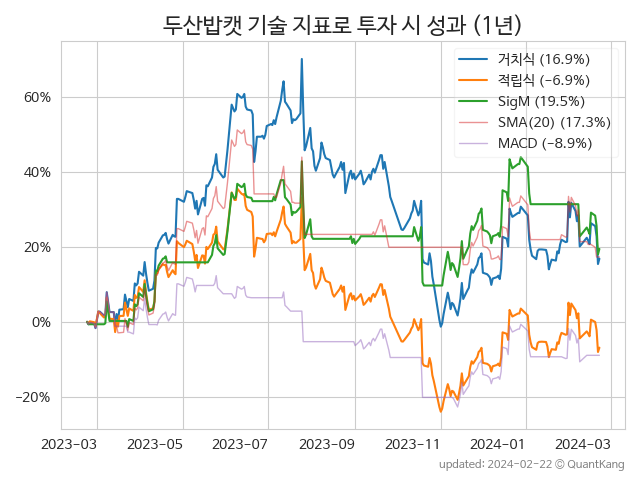 두산밥캣 기술 지표로 투자 시 성과 (1년)
거치식 (16.9%)
적립식 (−6.9%)
SigM (19.5%)
SMA(20) (17.3%)
MACD (−8.9%)
60%
40%
20%
0%
−20%
2023-03 2023-05 2023-07 2023-09 2023-11 2024-01 2024-03
updated: 2024-02-22 © QuantKang